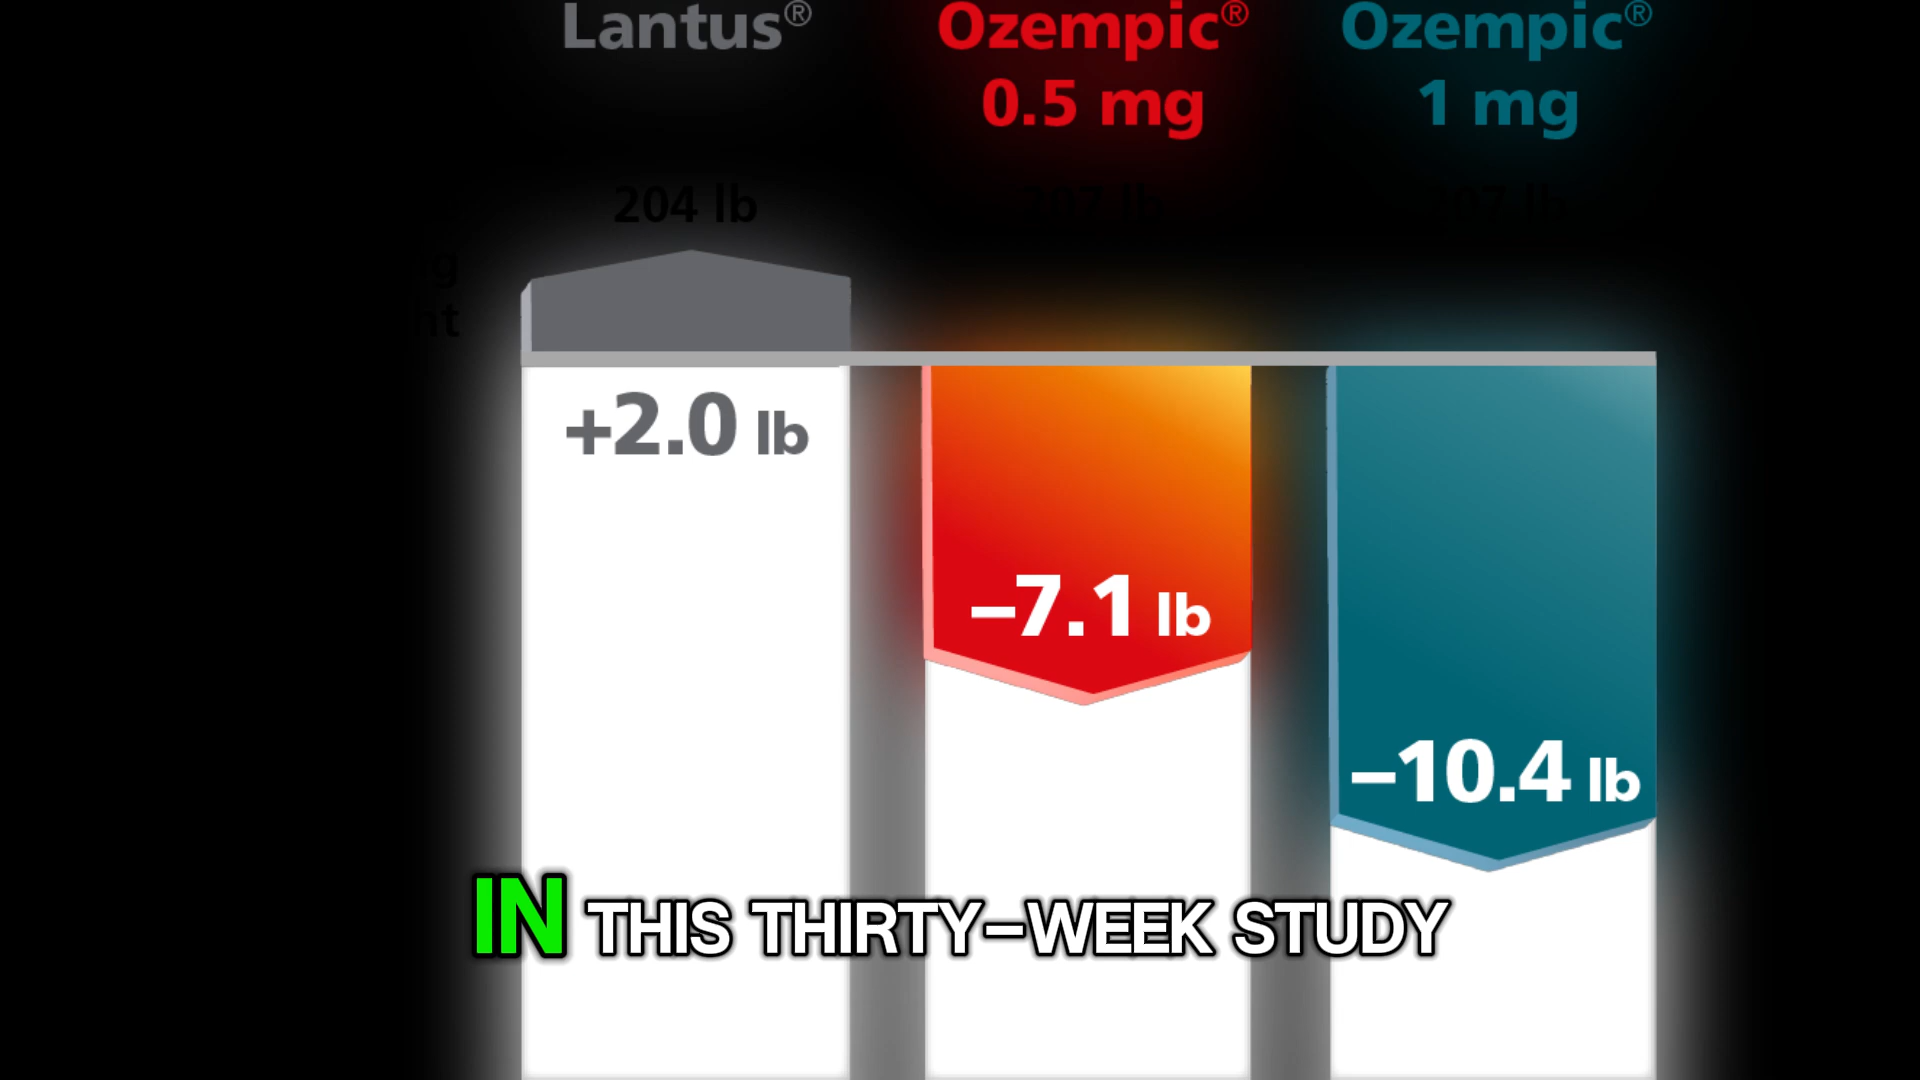 Lantus® Ozempic® Ozempic®
0.5 mg 1 mg
204 lb
+2.0 lb
–7.1 lb
–10.4 lb
IN THIS THIRTY–WEEK STUDY